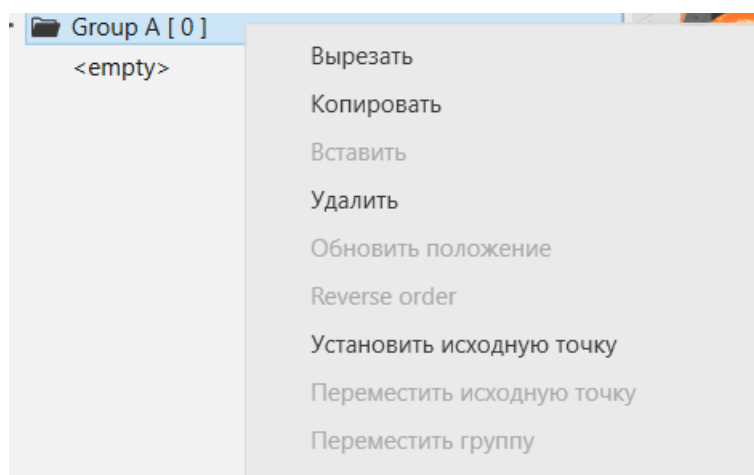 Group A [ 0 ]
<empty>
Вырезать
Копировать
Вставить
Удалить
Обновить положение
Reverse order
Установить исходную точку
Переместить исходную точку
Переместить группу